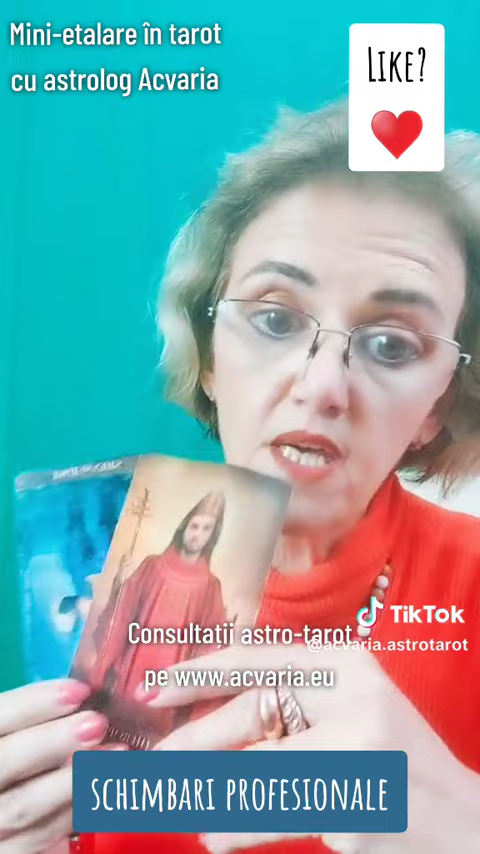 Mini-etalare în tarot
cu astrolog Acvaria
LIKE?
TikTok
@acvaria.astrotarot
Consultații astro-tarot
pe www.acvaria.eu
SCHIMBARI PROFESIONALE